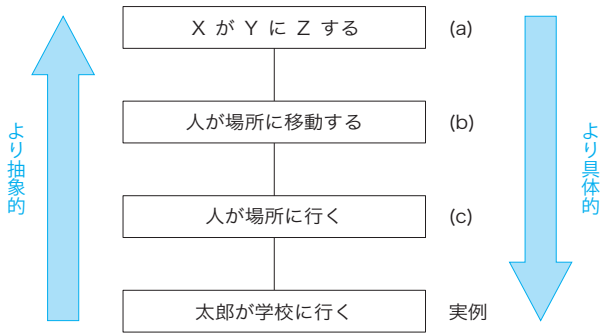 X が Y に Z する (a)
人が場所に移動する (b)
人が場所に行く (c)
太郎が学校に行く 実例
より抽象的
より具体的